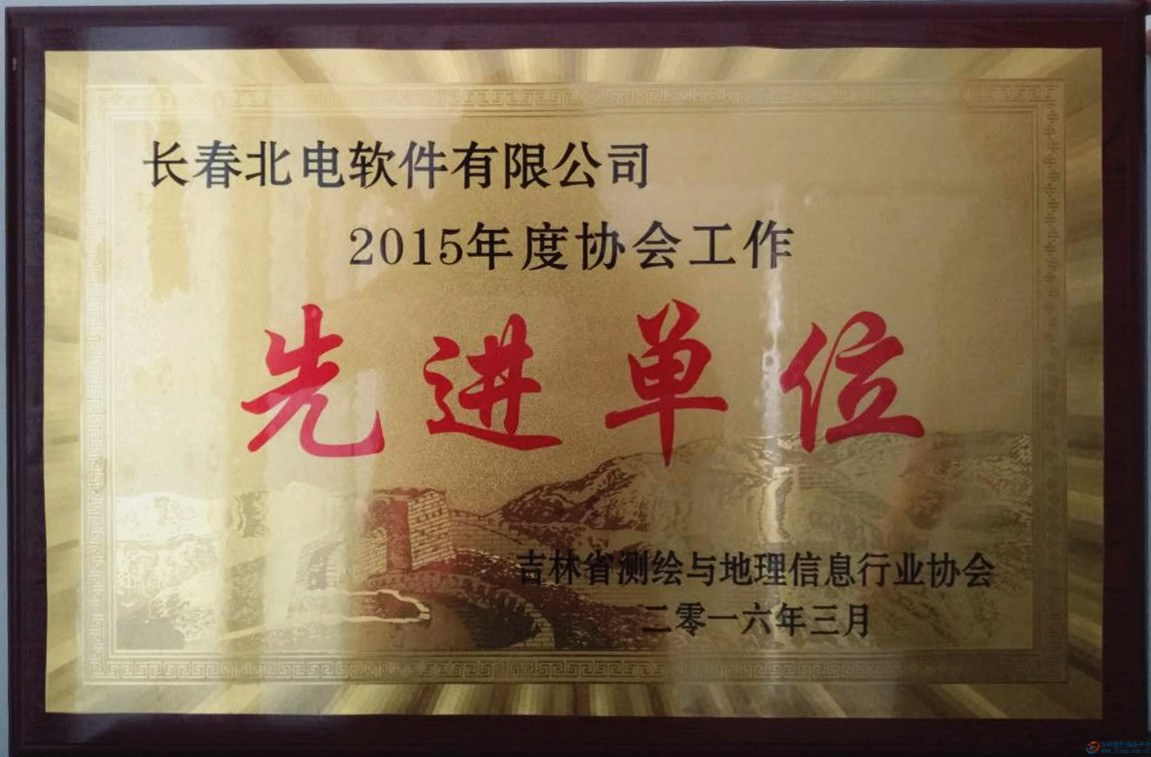 长春北电软件有限公司
2015年度协会工作
先进单位
吉林省测绘与地理信息行业协会
二零一六年三月